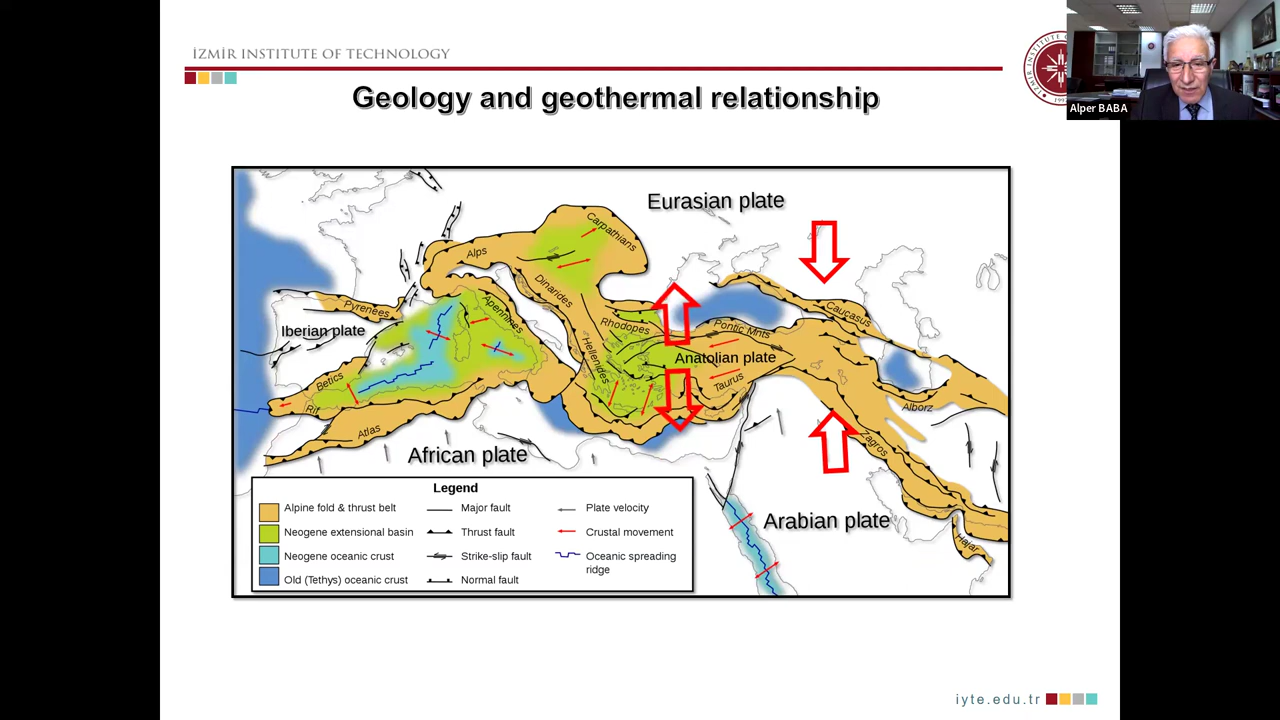 İZMİR INSTITUTE OF TECHNOLOGY
Alper BABA
Geology and geothermal relationship
Eurasian plate
Carpathians
Alps
Dinarides
Pyrenees
Apennines
Caucasus
Iberian plate
Rhodopes
Pontic Mnts
Hellenides
Anatolian plate
Betics
Taurus
Rif
Alborz
Atlas
Zagros
African plate
Arabian plate
Hajar
Legend
Alpine fold & thrust belt
Major fault
Plate velocity
Neogene extensional basin
Thrust fault
Crustal movement
Neogene oceanic crust
Strike-slip fault
Oceanic spreading
ridge
Old (Tethys) oceanic crust
Normal fault
iyte.edu.tr